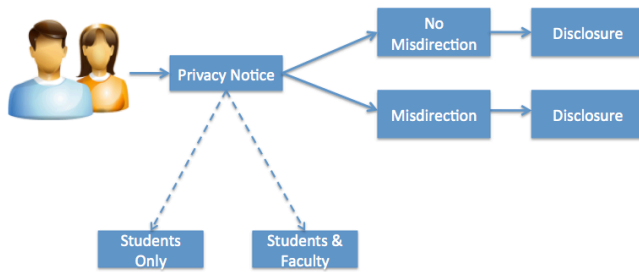 No
Misdirection
Disclosure
Privacy Notice
Misdirection
Disclosure
Students
Only
Students &
Faculty